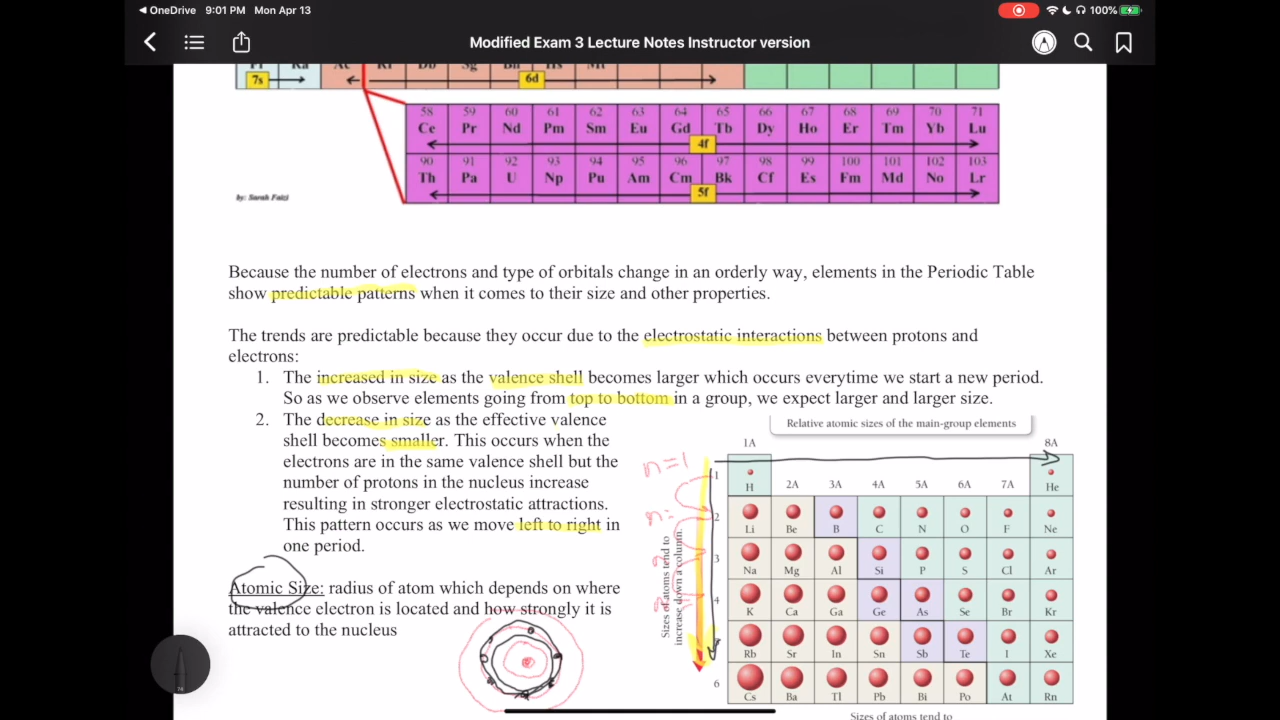 OneDrive 9:01 PM Mon Apr 13 100%
Modified Exam 3 Lecture Notes Instructor version
7s 6d
58 59 60 61 62 63 64 65 66 67 68 69 70 71
Ce Pr Nd Pm Sm Eu Gd Tb Dy Ho Er Tm Yb Lu
4f
90 91 92 93 94 95 96 97 98 99 100 101 102 103
Th Pa U Np Pu Am Cm Bk Cf Es Fm Md No Lr
5f
by: Sarah Faizi
Because the number of electrons and type of orbitals change in an orderly way, elements in the Periodic Table
show predictable patterns when it comes to their size and other properties.
The trends are predictable because they occur due to the electrostatic interactions between protons and
electrons:
1. The increased in size as the valence shell becomes larger which occurs everytime we start a new period.
So as we observe elements going from top to bottom in a group, we expect larger and larger size.
2. The decrease in size as the effective valence
shell becomes smaller. This occurs when the
electrons are in the same valence shell but the
number of protons in the nucleus increase
resulting in stronger electrostatic attractions.
This pattern occurs as we move left to right in
one period.
Atomic Size: radius of atom which depends on where
the valence electron is located and how strongly it is
attracted to the nucleus
Relative atomic sizes of the main-group elements
1A 8A
n=1
1
H 2A 3A 4A 5A 6A 7A He
n=
2
Li Be B C N O F Ne
3
Na Mg Al Si P S Cl Ar
4
K Ca Ga Ge As Se Br Kr
Rb Sr In Sn Sb Te I Xe
6
Cs Ba Tl Pb Bi Po At Rn
Sizes of atoms tend to
increase down a column.
Sizes of atoms tend to